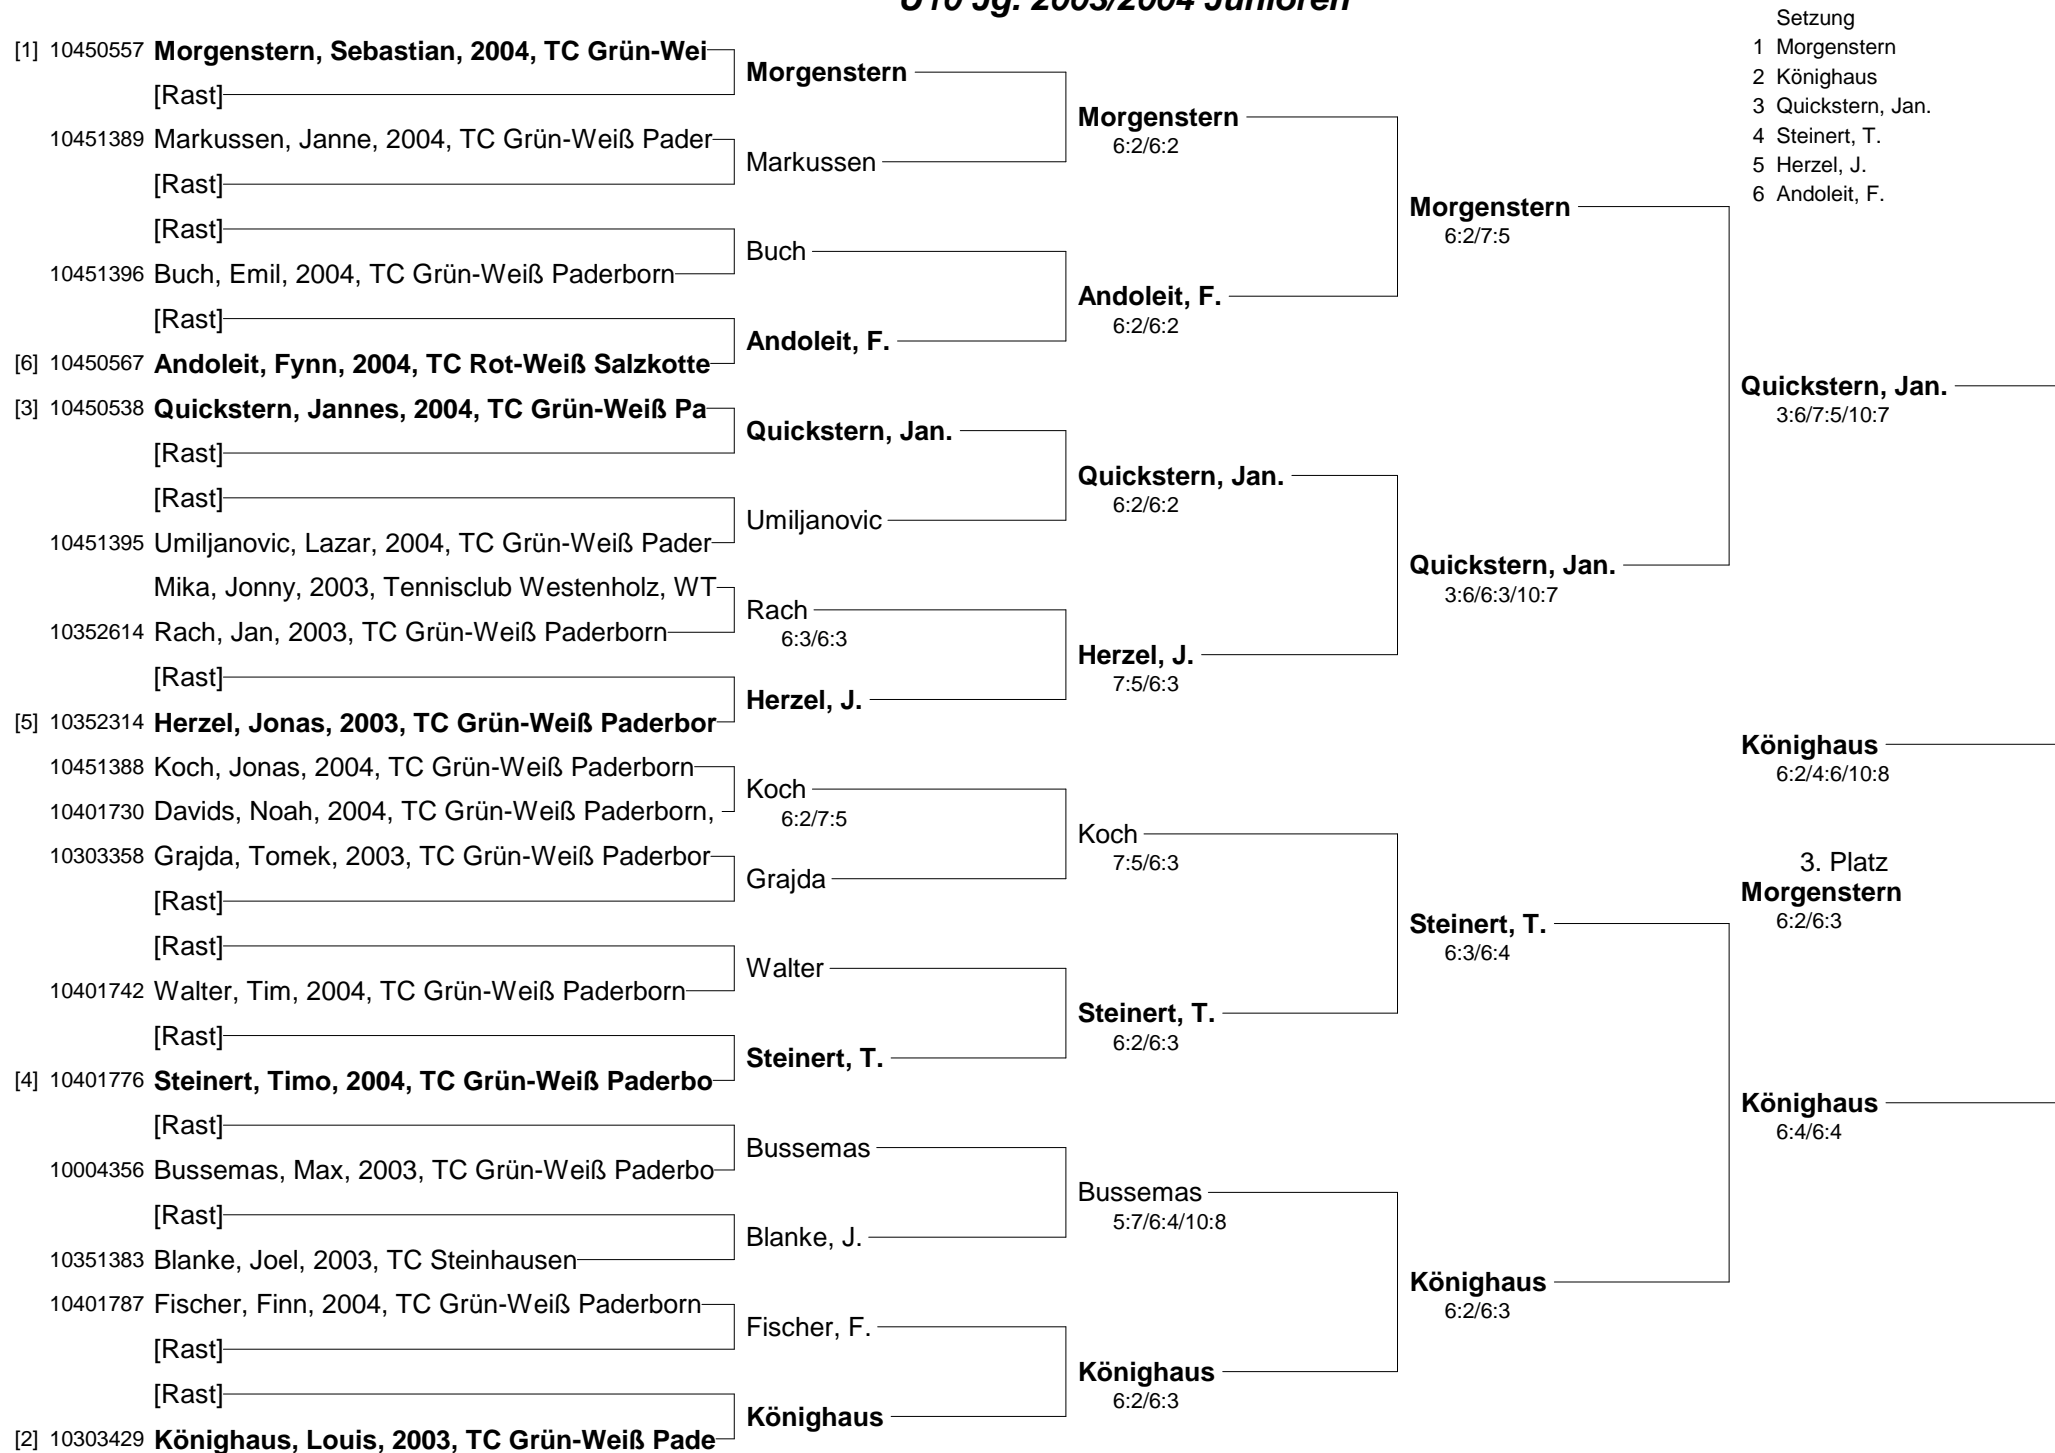 U10 Jg. 2003/2004 Junioren
Setzung
1 Morgenstern
2 Könighaus
3 Quickstern, Jan.
4 Steinert, T.
5 Herzel, J.
6 Andoleit, F.
[1] 10450557 Morgenstern, Sebastian, 2004, TC Grün-Wei
[Rast]
10451389 Markussen, Janne, 2004, TC Grün-Weiß Pader
[Rast]
[Rast]
10451396 Buch, Emil, 2004, TC Grün-Weiß Paderborn
[Rast]
[6] 10450567 Andoleit, Fynn, 2004, TC Rot-Weiß Salzkotte
[3] 10450538 Quickstern, Jannes, 2004, TC Grün-Weiß Pa
[Rast]
[Rast]
10451395 Umiljanovic, Lazar, 2004, TC Grün-Weiß Pader
Mika, Jonny, 2003, Tennisclub Westenholz, WT
10352614 Rach, Jan, 2003, TC Grün-Weiß Paderborn
[Rast]
[5] 10352314 Herzel, Jonas, 2003, TC Grün-Weiß Paderbor
10451388 Koch, Jonas, 2004, TC Grün-Weiß Paderborn
10401730 Davids, Noah, 2004, TC Grün-Weiß Paderborn,
10303358 Grajda, Tomek, 2003, TC Grün-Weiß Paderbor
[Rast]
[Rast]
10401742 Walter, Tim, 2004, TC Grün-Weiß Paderborn
[Rast]
[4] 10401776 Steinert, Timo, 2004, TC Grün-Weiß Paderbo
[Rast]
10004356 Bussemas, Max, 2003, TC Grün-Weiß Paderbo
[Rast]
10351383 Blanke, Joel, 2003, TC Steinhausen
10401787 Fischer, Finn, 2004, TC Grün-Weiß Paderborn
[Rast]
[Rast]
[2] 10303429 Könighaus, Louis, 2003, TC Grün-Weiß Pade
Morgenstern
Markussen
Buch
Andoleit, F.
Quickstern, Jan.
Umiljanovic
Rach
6:3/6:3
Herzel, J.
Koch
6:2/7:5
Grajda
Walter
Steinert, T.
Bussemas
Blanke, J.
Fischer, F.
Könighaus
Morgenstern
6:2/6:2
Andoleit, F.
6:2/6:2
Quickstern, Jan.
6:2/6:2
Herzel, J.
7:5/6:3
Koch
7:5/6:3
Steinert, T.
6:2/6:3
Bussemas
5:7/6:4/10:8
Könighaus
6:2/6:3
Morgenstern
6:2/7:5
Quickstern, Jan.
3:6/6:3/10:7
Steinert, T.
6:3/6:4
Könighaus
6:2/6:3
Quickstern, Jan.
3:6/7:5/10:7
Könighaus
6:2/4:6/10:8
3. Platz
Morgenstern
6:2/6:3
Könighaus
6:4/6:4